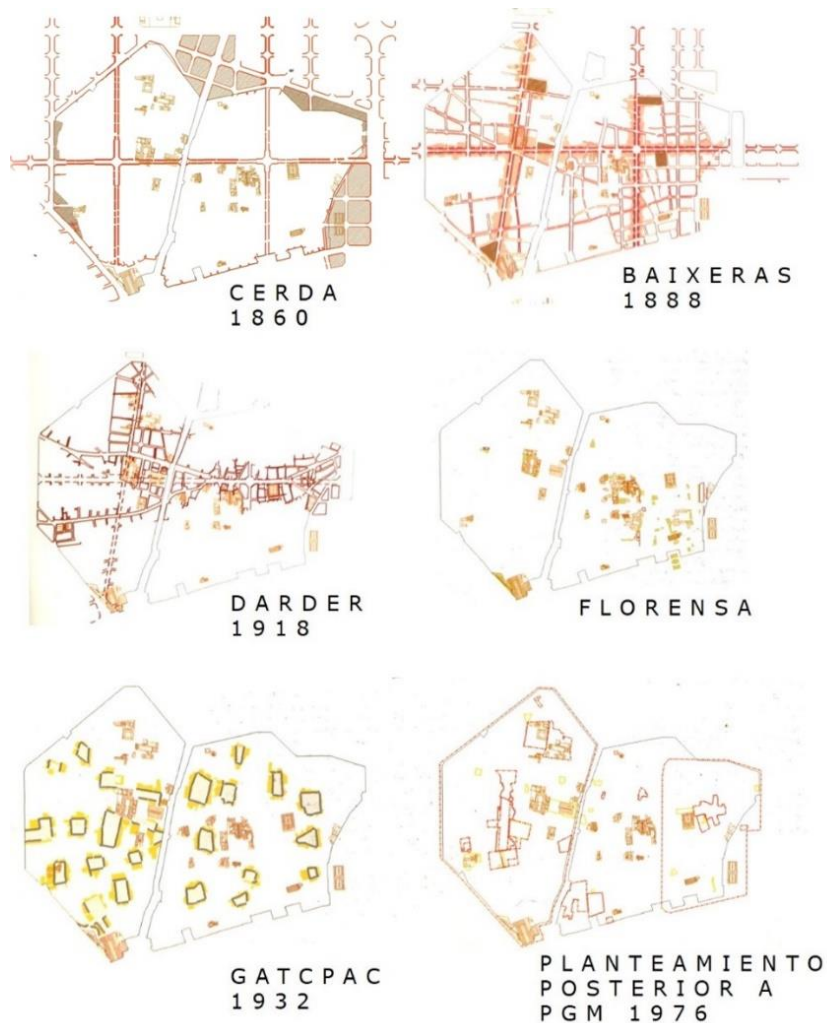 CERDA
1860
BAIXERAS
1888
DARDER
1918
FLORENSA
GATCPAC
1932
PLANTEAMIENTO
POSTERIOR A
PGM 1976